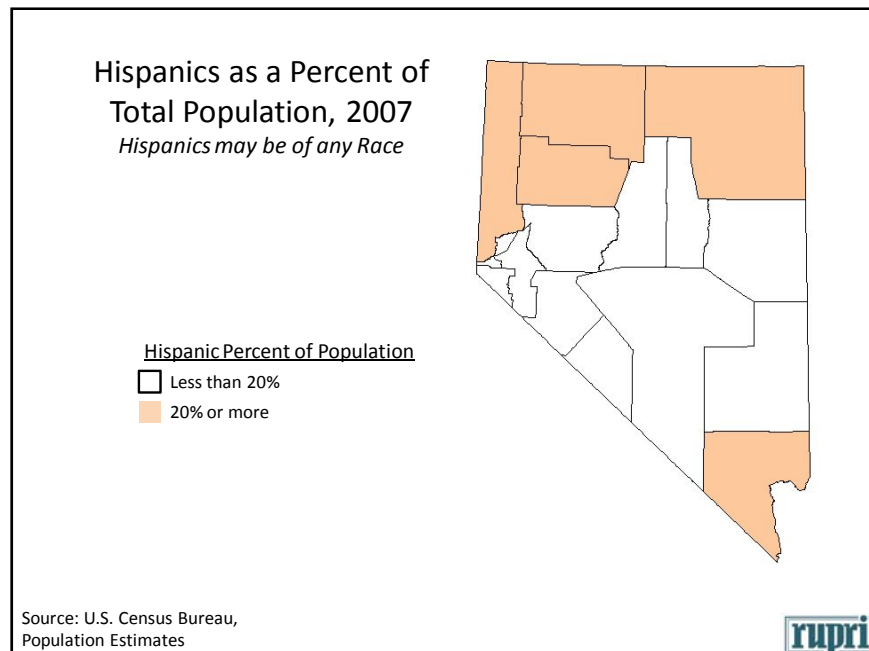 Hispanics as a Percent of
Total Population, 2007
Hispanics may be of any Race
Hispanic Percent of Population
Less than 20%
20% or more
Source: U.S. Census Bureau,
Population Estimates
rupri